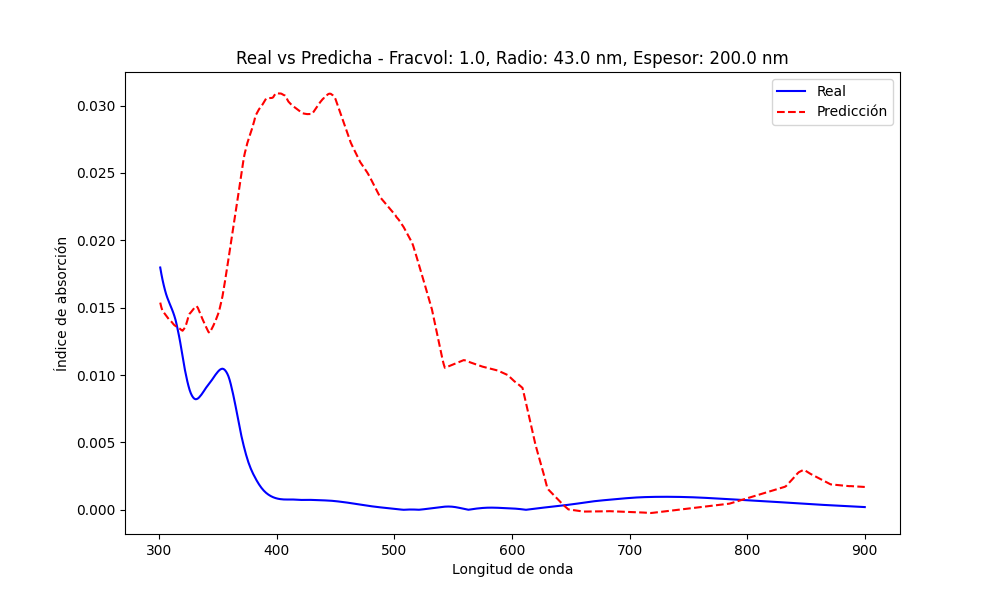 Real vs Predicha - Fracvol: 1.0, Radio: 43.0 nm, Espesor: 200.0 nm
Real
Predicción
0.030
0.025
0.020
0.015
0.010
0.005
0.000
Índice de absorción
300 400 500 600 700 800 900
Longitud de onda